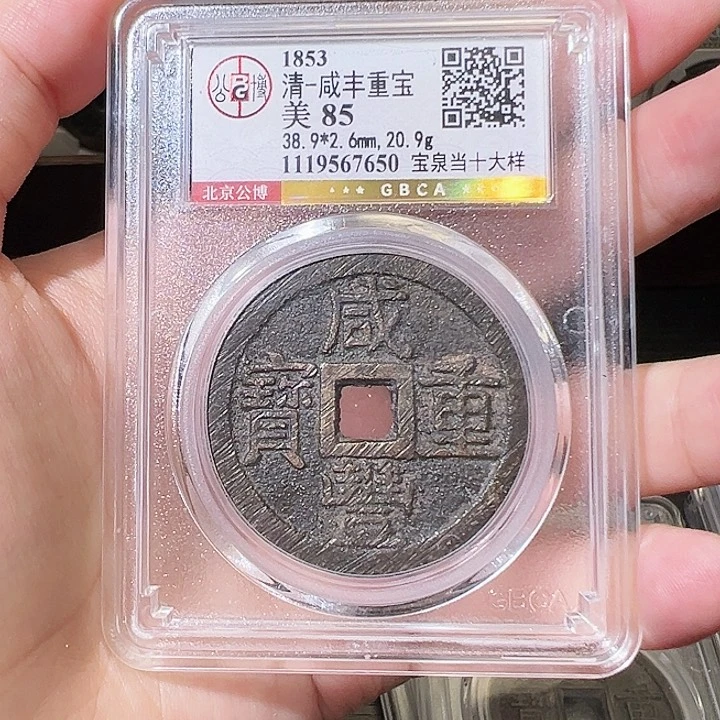 公博
1853
清-咸丰重宝
美 85
38.9*2.6mm, 20.9g
1119567650 宝泉当十大样
北京公博 GBCA
咸
寶 重
豐
GBCA